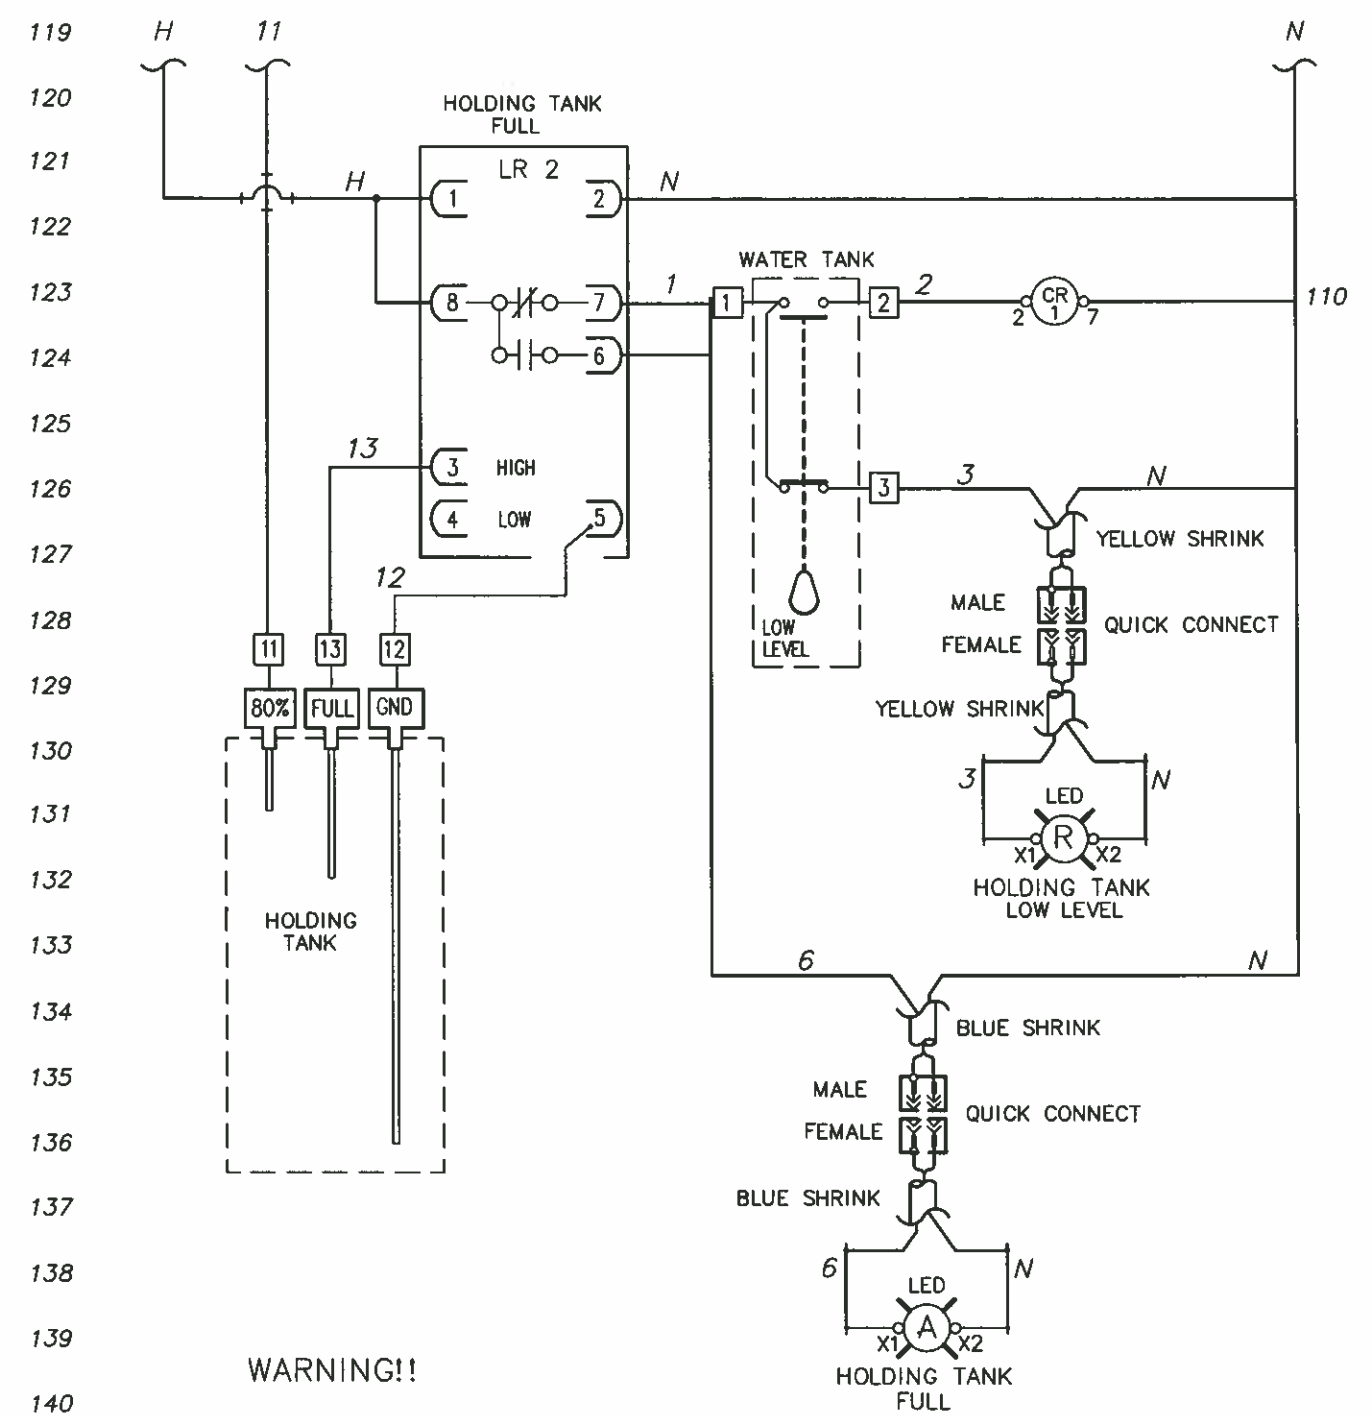 119 H 11 N
120
HOLDING TANK
FULL
121
LR 2
H 1 2 N
122
WATER TANK
123 8 7 1 1 2 2 CR 110
2 1 7
124 6
125
13 3 HIGH 3 3 N
126
4 LOW 5
YELLOW SHRINK
127
12
MALE
128 LOW QUICK CONNECT
11 13 12 LEVEL FEMALE
129
80% FULL GND YELLOW SHRINK
130
3 N
LED
131
R
X1 X2
132
HOLDING TANK
LOW LEVEL
HOLDING
TANK
133
6 N
134
BLUE SHRINK
135
MALE
QUICK CONNECT
FEMALE
136
BLUE SHRINK
137
138 6 N
LED
A
139 X1 X2
WARNING!! HOLDING TANK
140 FULL